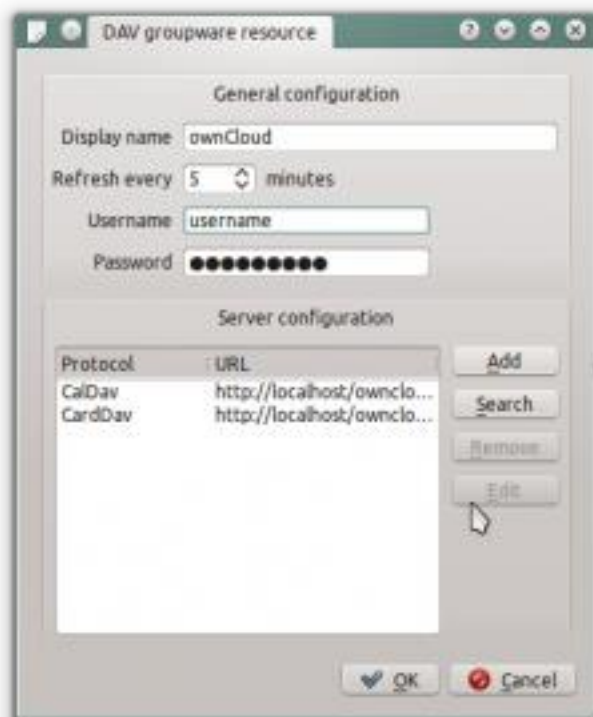 DAV groupware resource
General configuration
Display name ownCloud
Refresh every 5 minutes
Username username
Password ●●●●●●●●●
Server configuration
Protocol URL
CalDav http://localhost/ownclo...
CardDav http://localhost/ownclo...
Add
Search
Remove
Edit
OK Cancel